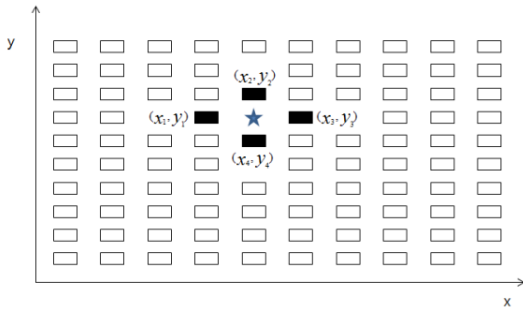 y
(x₂, y₂)
(x₁, y₁)
(x₃, y₃)
(x₄, y₄)
x